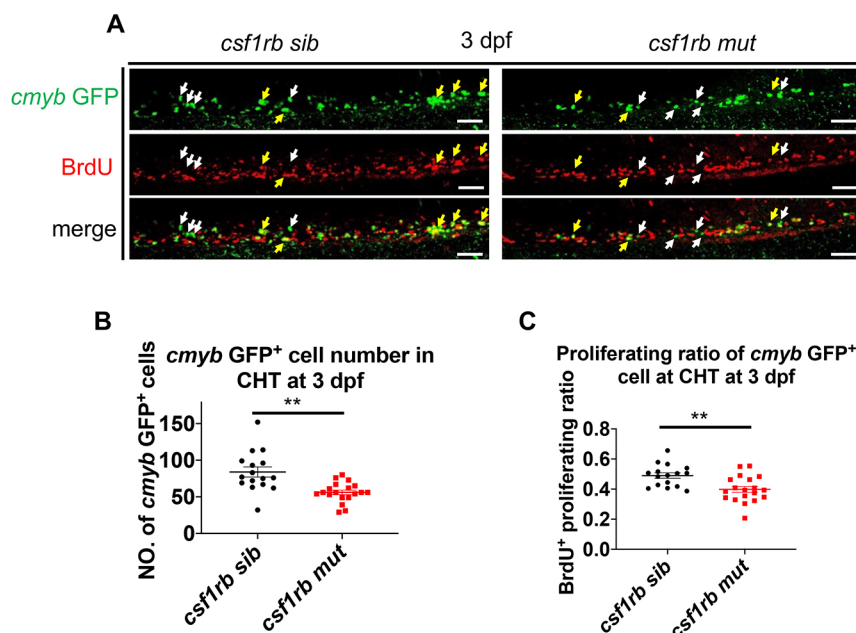 A
csf1rb sib
3 dpf
csf1rb mut
cmyb GFP
BrdU
merge
B
cmyb GFP+ cell number in
CHT at 3 dpf
NO. of cmyb GFP+ cells
150
100
50
0
**
csf1rb sib
csf1rb mut
C
Proliferating ratio of cmyb GFP+
cell at CHT at 3 dpf
BrdU+ proliferating ratio
0.8
0.6
0.4
0.2
0.0
**
csf1rb sib
csf1rb mut